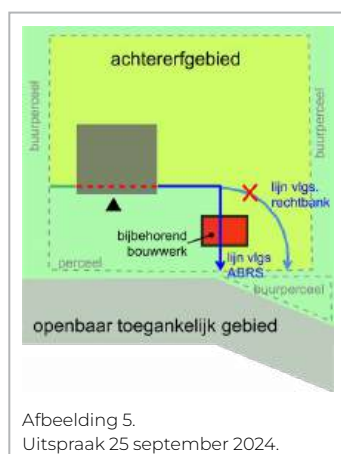 achtererfgebied
buurperceel
buurperceel
lijn vlgs.
rechtbank
bijbehorend
bouwwerk
lijn vlgs
ABRS
perceel
buurperceel
openbaar toegankelijk gebied
Afbeelding 5.
Uitspraak 25 september 2024.